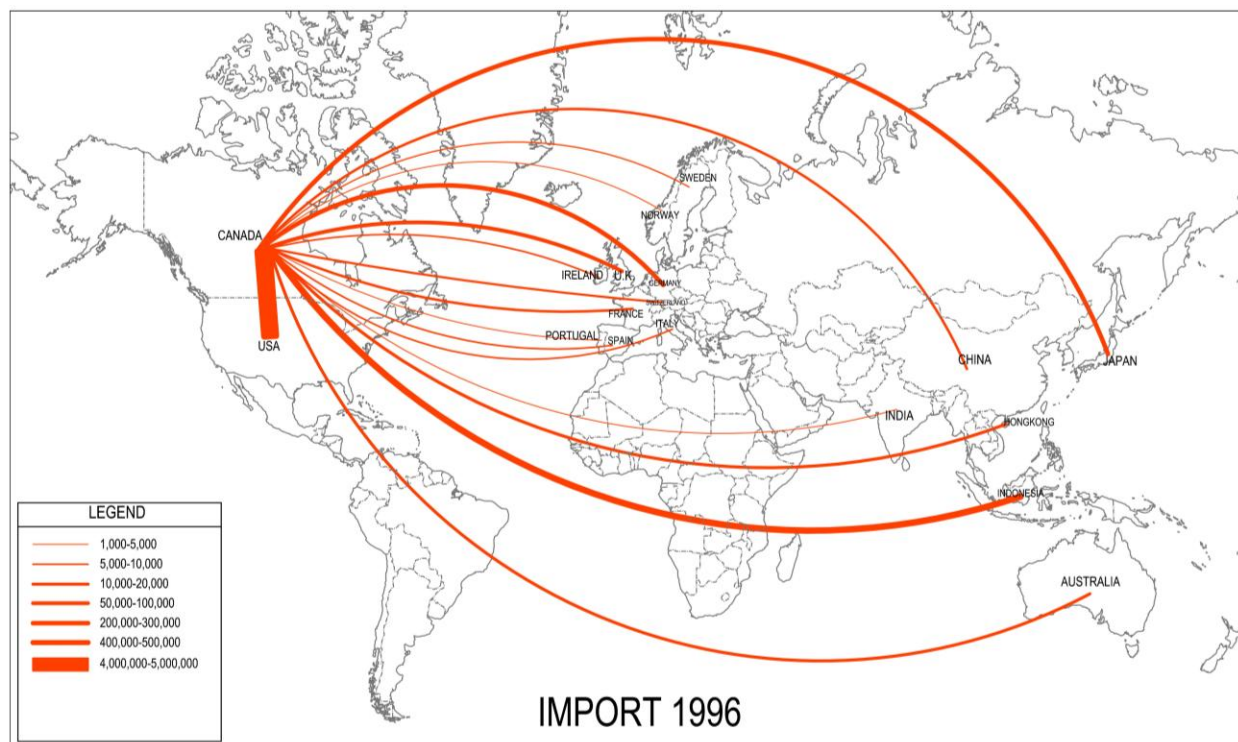 SWEDEN
NORWAY
CANADA
IRELAND
U.K.
GERMANY
SWITZERLAND
FRANCE
ITALY
PORTUGAL
SPAIN
USA
CHINA
JAPAN
INDIA
HONGKONG
INDONESIA
AUSTRALIA
LEGEND
1,000-5,000
5,000-10,000
10,000-20,000
50,000-100,000
200,000-300,000
400,000-500,000
4,000,000-5,000,000
IMPORT 1996